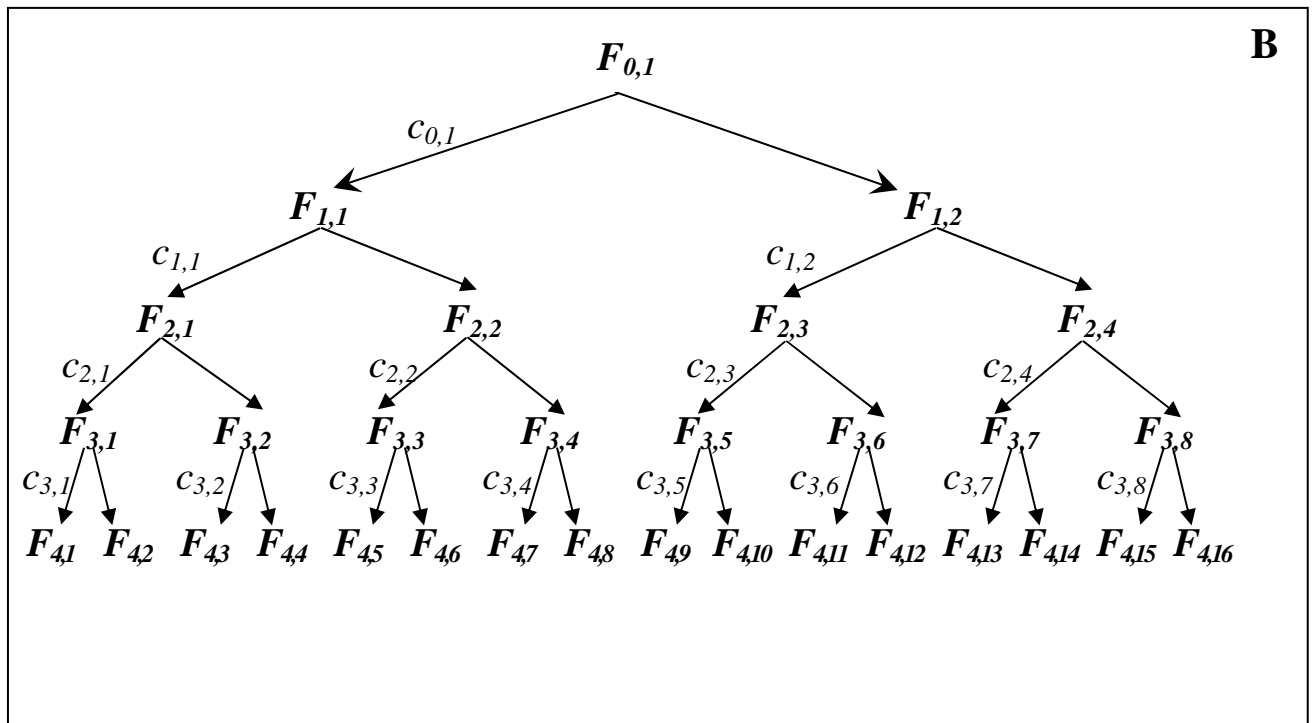 B
F0,1
c0,1
F1,1 F1,2
c1,1 c1,2
F2,1 F2,2 F2,3 F2,4
c2,1 c2,2 c2,3 c2,4
F3,1 F3,2 F3,3 F3,4 F3,5 F3,6 F3,7 F3,8
c3,1 c3,2 c3,3 c3,4 c3,5 c3,6 c3,7 c3,8
F4,1 F4,2 F4,3 F4,4 F4,5 F4,6 F4,7 F4,8 F4,9 F4,10 F4,11 F4,12 F4,13 F4,14 F4,15 F4,16